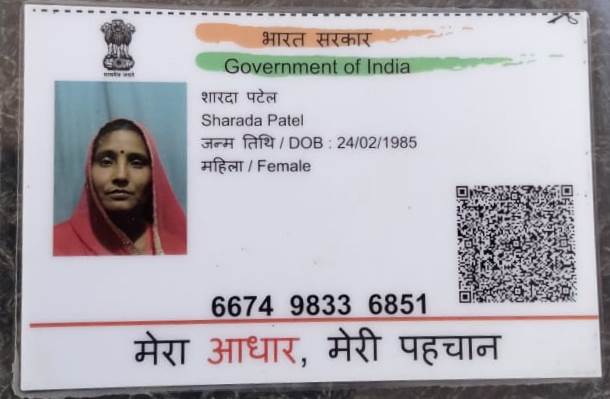 भारत सरकार
Government of India
सत्यमेव जयते
शारदा पटेल
Sharada Patel
जन्म तिथि / DOB : 24/02/1985
महिला / Female
6674 9833 6851
मेरा आधार, मेरी पहचान